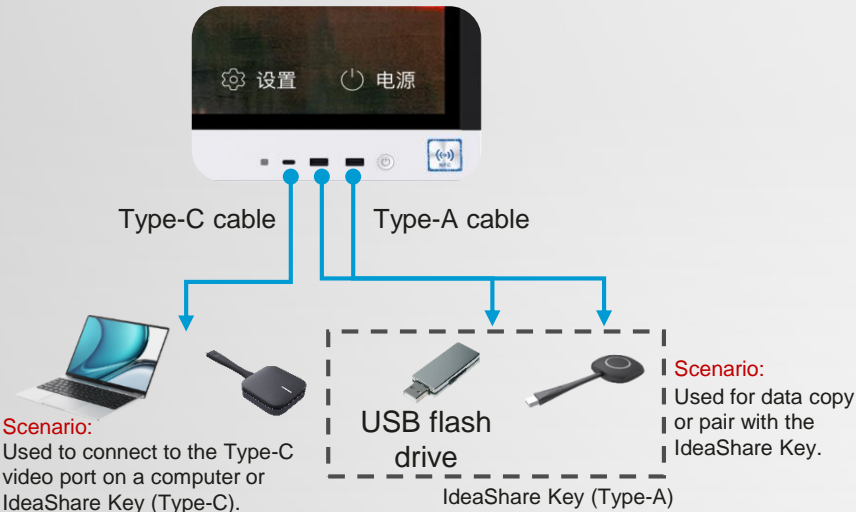 设置
电源
NFC
Type-C cable
Type-A cable
Scenario:
Used to connect to the Type-C
video port on a computer or
IdeaShare Key (Type-C).
USB flash
drive
IdeaShare Key (Type-A)
Scenario:
Used for data copy
or pair with the
IdeaShare Key.